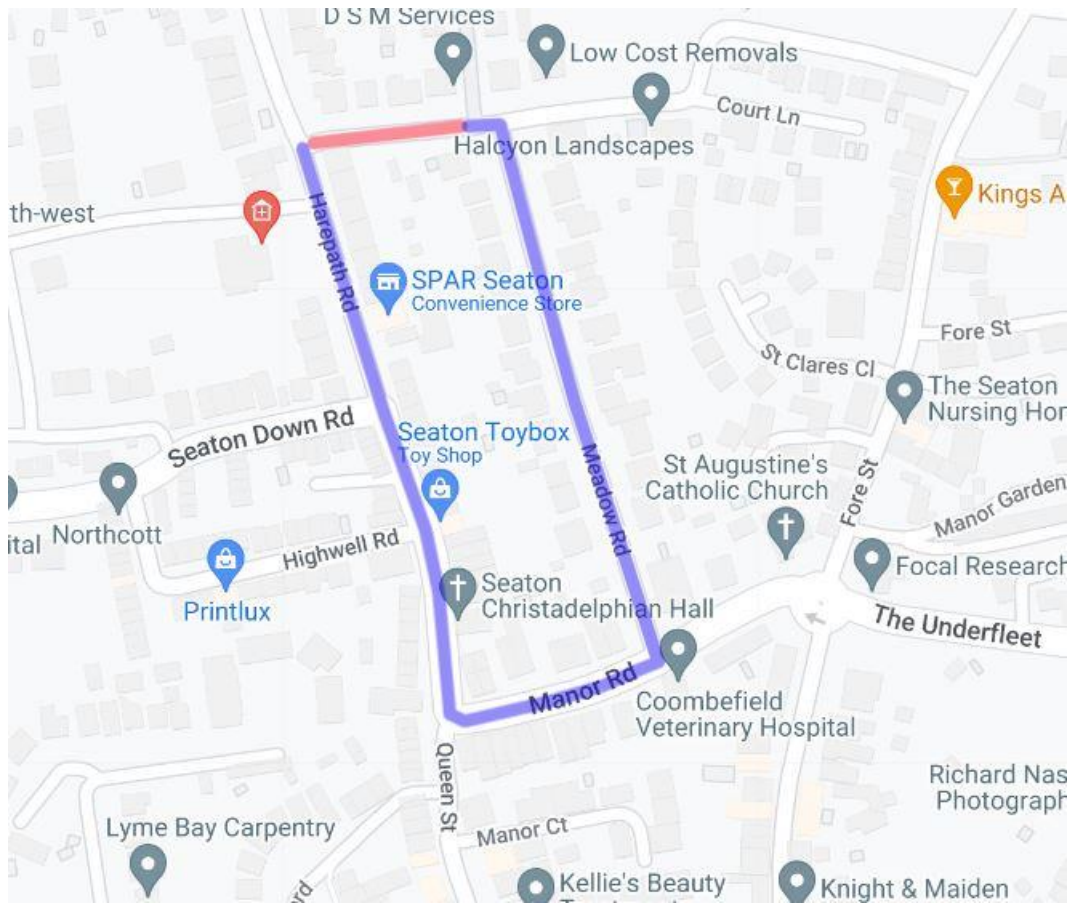 D S M Services
Low Cost Removals
Court Ln
Halcyon Landscapes
th-west
Kings A
Harepath Rd
SPAR Seaton
Convenience Store
Fore St
St Clares Cl
The Seaton
Nursing Hor
Seaton Down Rd
Seaton Toybox
Toy Shop
Meadow Rd
St Augustine's
Catholic Church
Fore St
Manor Garden
ital
Northcott
Highwell Rd
Printlux
Seaton
Christadelphian Hall
Focal Research
The Underfleet
Manor Rd
Coombefield
Veterinary Hospital
Queen St
Richard Nas
Photograph
Lyme Bay Carpentry
Manor Ct
Kellie's Beauty
Knight & Maiden